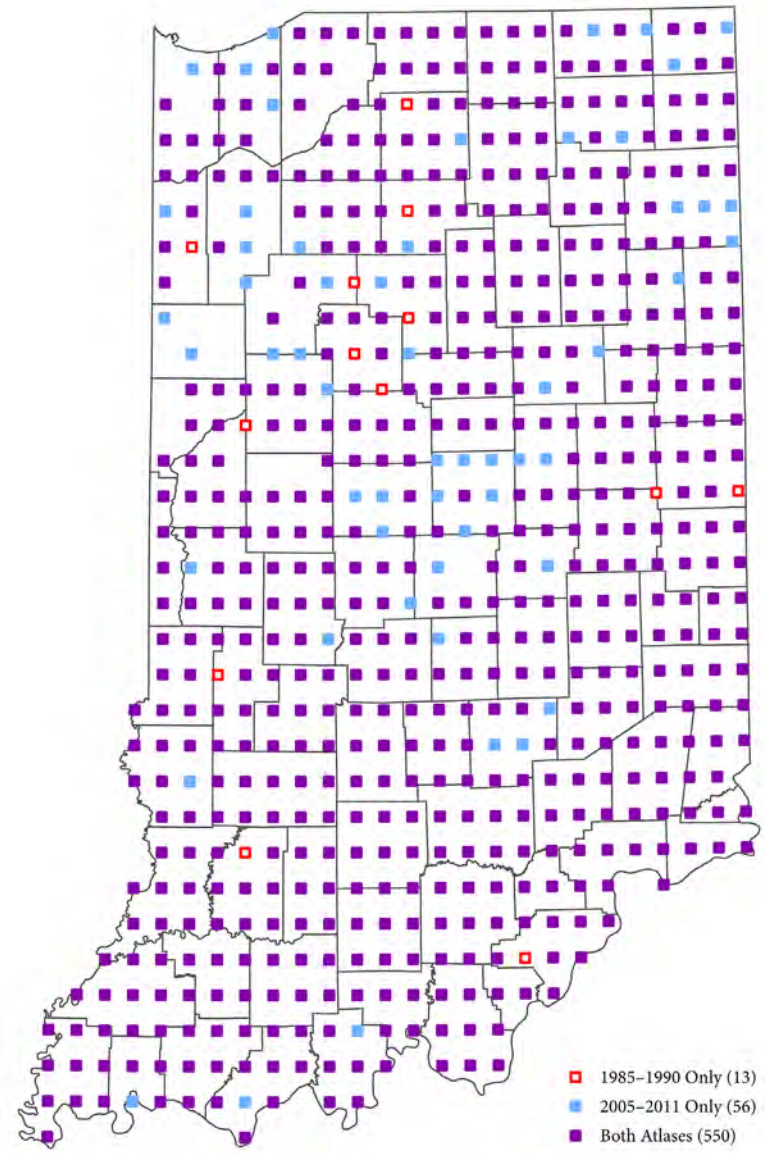 1985–1990 Only (13)
2005–2011 Only (56)
Both Atlases (550)